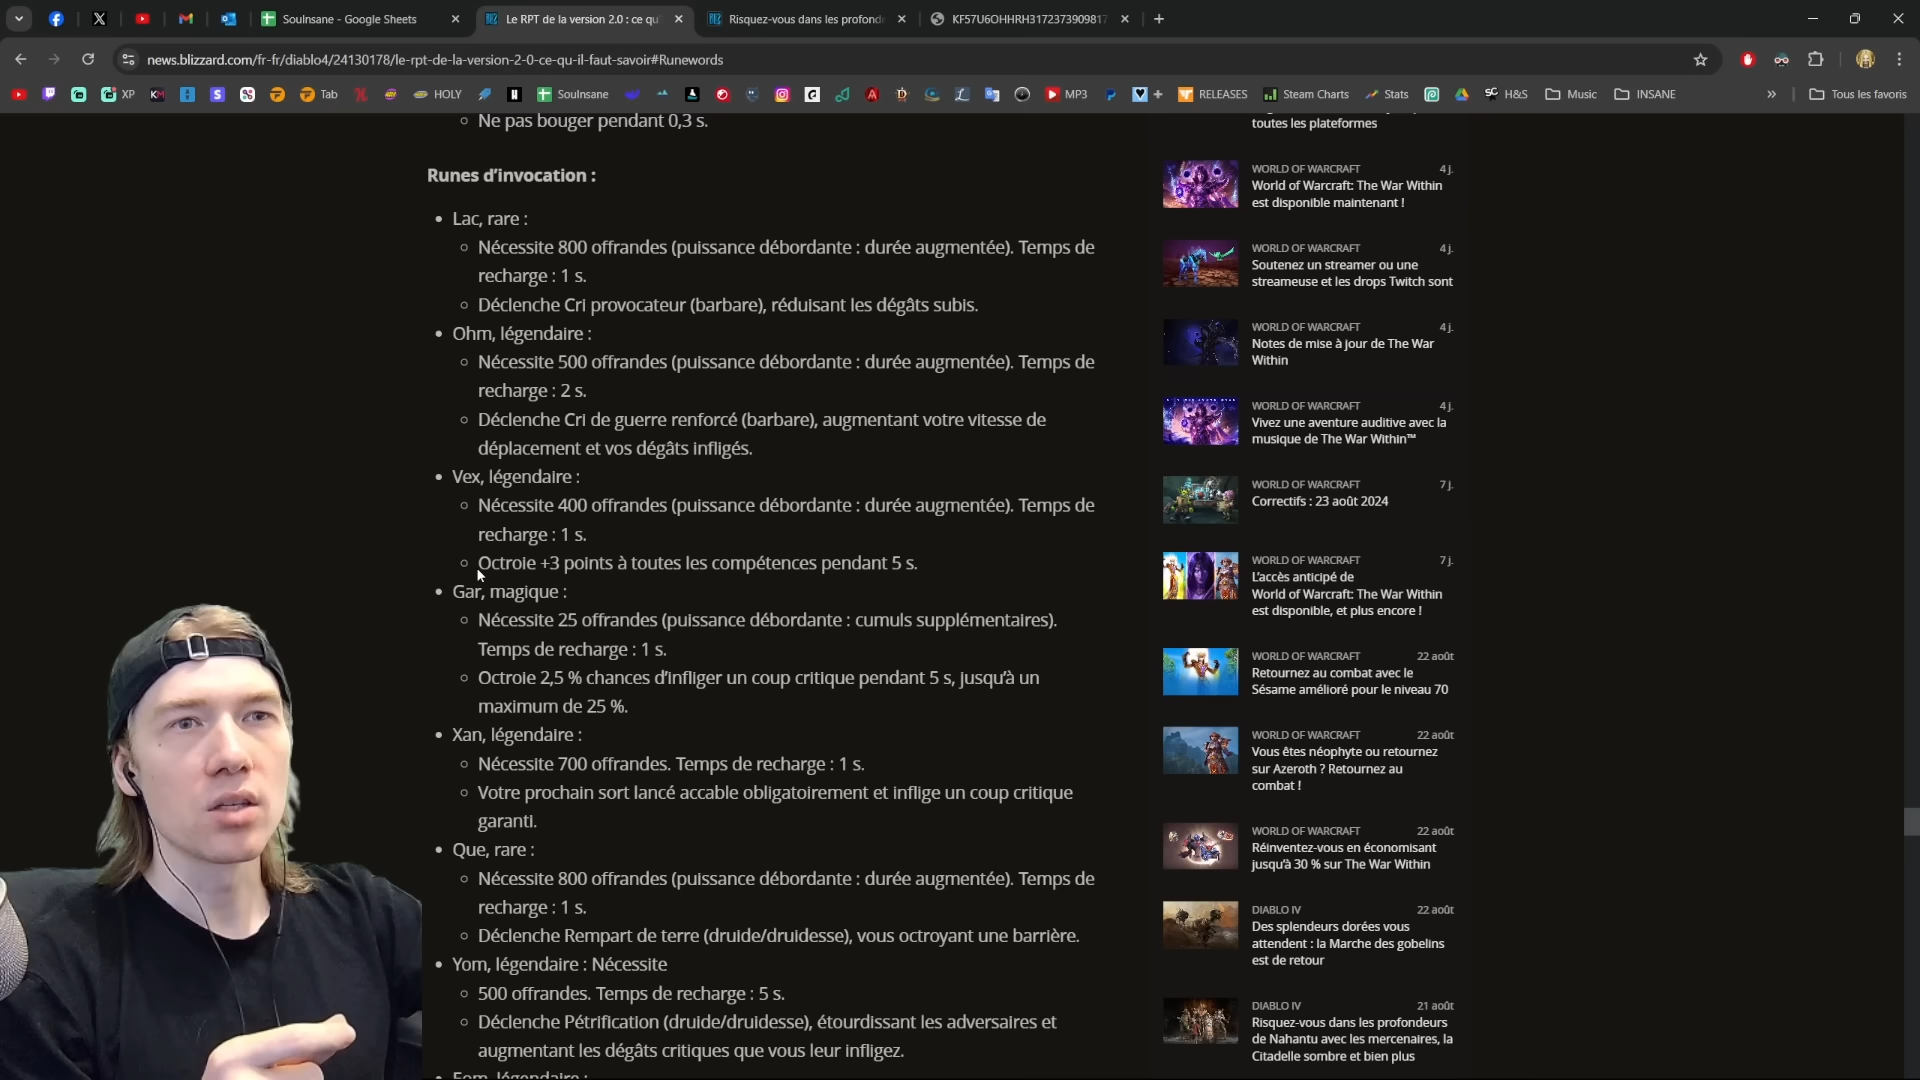 SouInsane - Google Sheets
Le RPT de la version 2.0 : ce qu'
Risquez-vous dans les profond
KF57U6OHHRH3172373909817
news.blizzard.com/fr-fr/diablo4/24130178/le-rpt-de-la-version-2-0-ce-qu-il-faut-savoir#Runewords
XP
Tab
HOLY
SouInsane
MP3
RELEASES
Steam Charts
Stats
H&S
Music
INSANE
Tous les favoris
Ne pas bouger pendant 0,3 s.
Runes d'invocation :
Lac, rare :
Nécessite 800 offrandes (puissance débordante : durée augmentée). Temps de
recharge : 1 s.
Déclenche Cri provocateur (barbare), réduisant les dégâts subis.
Ohm, légendaire :
Nécessite 500 offrandes (puissance débordante : durée augmentée). Temps de
recharge : 2 s.
Déclenche Cri de guerre renforcé (barbare), augmentant votre vitesse de
déplacement et vos dégâts infligés.
Vex, légendaire :
Nécessite 400 offrandes (puissance débordante : durée augmentée). Temps de
recharge : 1 s.
Octroie +3 points à toutes les compétences pendant 5 s.
Gar, magique :
Nécessite 25 offrandes (puissance débordante : cumuls supplémentaires).
Temps de recharge : 1 s.
Octroie 2,5 % chances d'infliger un coup critique pendant 5 s, jusqu'à un
maximum de 25 %.
Xan, légendaire :
Nécessite 700 offrandes. Temps de recharge : 1 s.
Votre prochain sort lancé accable obligatoirement et inflige un coup critique
garanti.
Que, rare :
Nécessite 800 offrandes (puissance débordante : durée augmentée). Temps de
recharge : 1 s.
Déclenche Rempart de terre (druide/druidesse), vous octroyant une barrière.
Yom, légendaire : Nécessite
500 offrandes. Temps de recharge : 5 s.
Déclenche Pétrification (druide/druidesse), étourdissant les adversaires et
augmentant les dégâts critiques que vous leur infligez.
toutes les plateformes
WORLD OF WARCRAFT 4 j.
World of Warcraft: The War Within
est disponible maintenant !
WORLD OF WARCRAFT 4 j.
Soutenez un streamer ou une
streameuse et les drops Twitch sont
WORLD OF WARCRAFT 4 j.
Notes de mise à jour de The War
Within
WORLD OF WARCRAFT 4 j.
Vivez une aventure auditive avec la
musique de The War Within™
WORLD OF WARCRAFT 7 j.
Correctifs : 23 août 2024
WORLD OF WARCRAFT 7 j.
L'accès anticipé de
World of Warcraft: The War Within
est disponible, et plus encore !
WORLD OF WARCRAFT 22 août
Retournez au combat avec le
Sésame amélioré pour le niveau 70
WORLD OF WARCRAFT 22 août
Vous êtes néophyte ou retournez
sur Azeroth ? Retournez au
combat !
WORLD OF WARCRAFT 22 août
Réinventez-vous en économisant
jusqu'à 30 % sur The War Within
DIABLO IV 22 août
Des splendeurs dorées vous
attendent : la Marche des gobelins
est de retour
DIABLO IV 21 août
Risquez-vous dans les profondeurs
de Nahantu avec les mercenaires, la
Citadelle sombre et bien plus